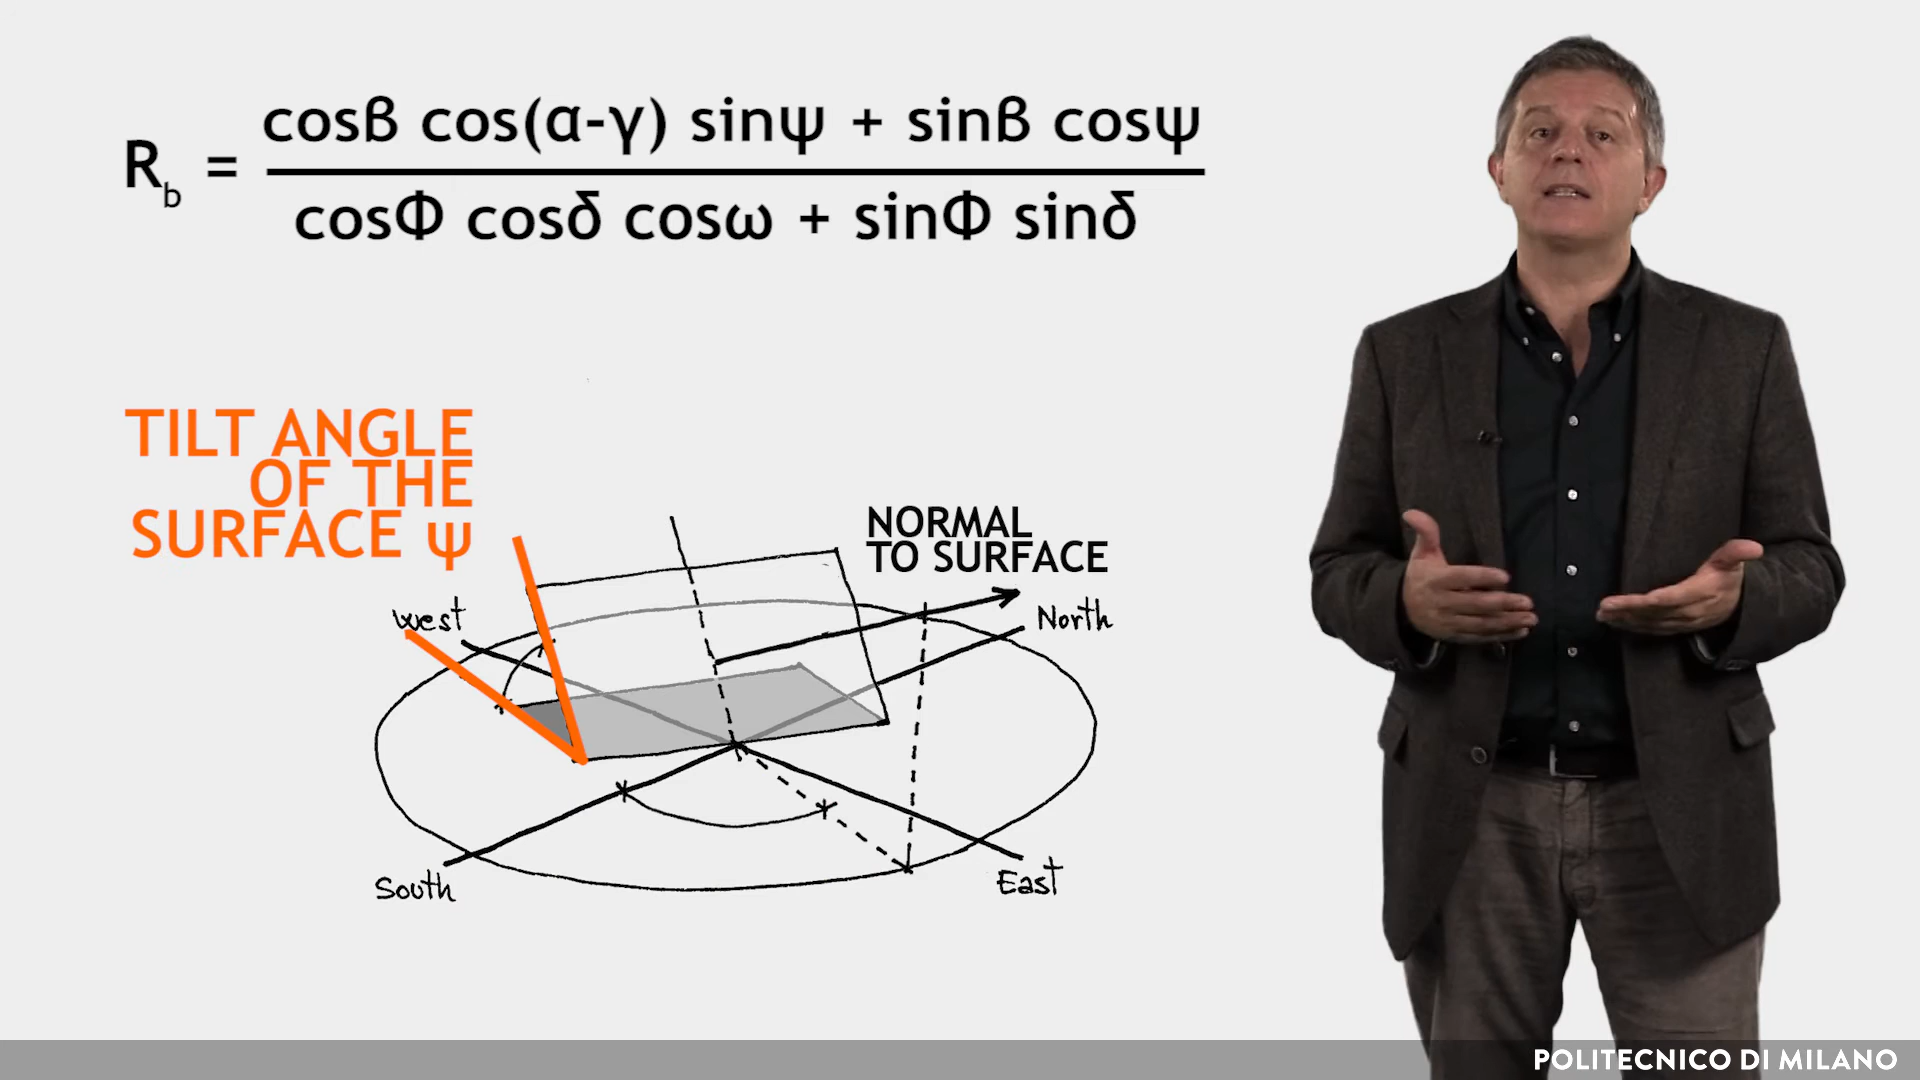 R_b = cosβ cos(α-γ) sinψ + sinβ cosψ
cosΦ cosδ cosω + sinΦ sinδ
TILT ANGLE
OF THE
SURFACE ψ
NORMAL
TO SURFACE
West
North
South
East
POLITECNICO DI MILANO